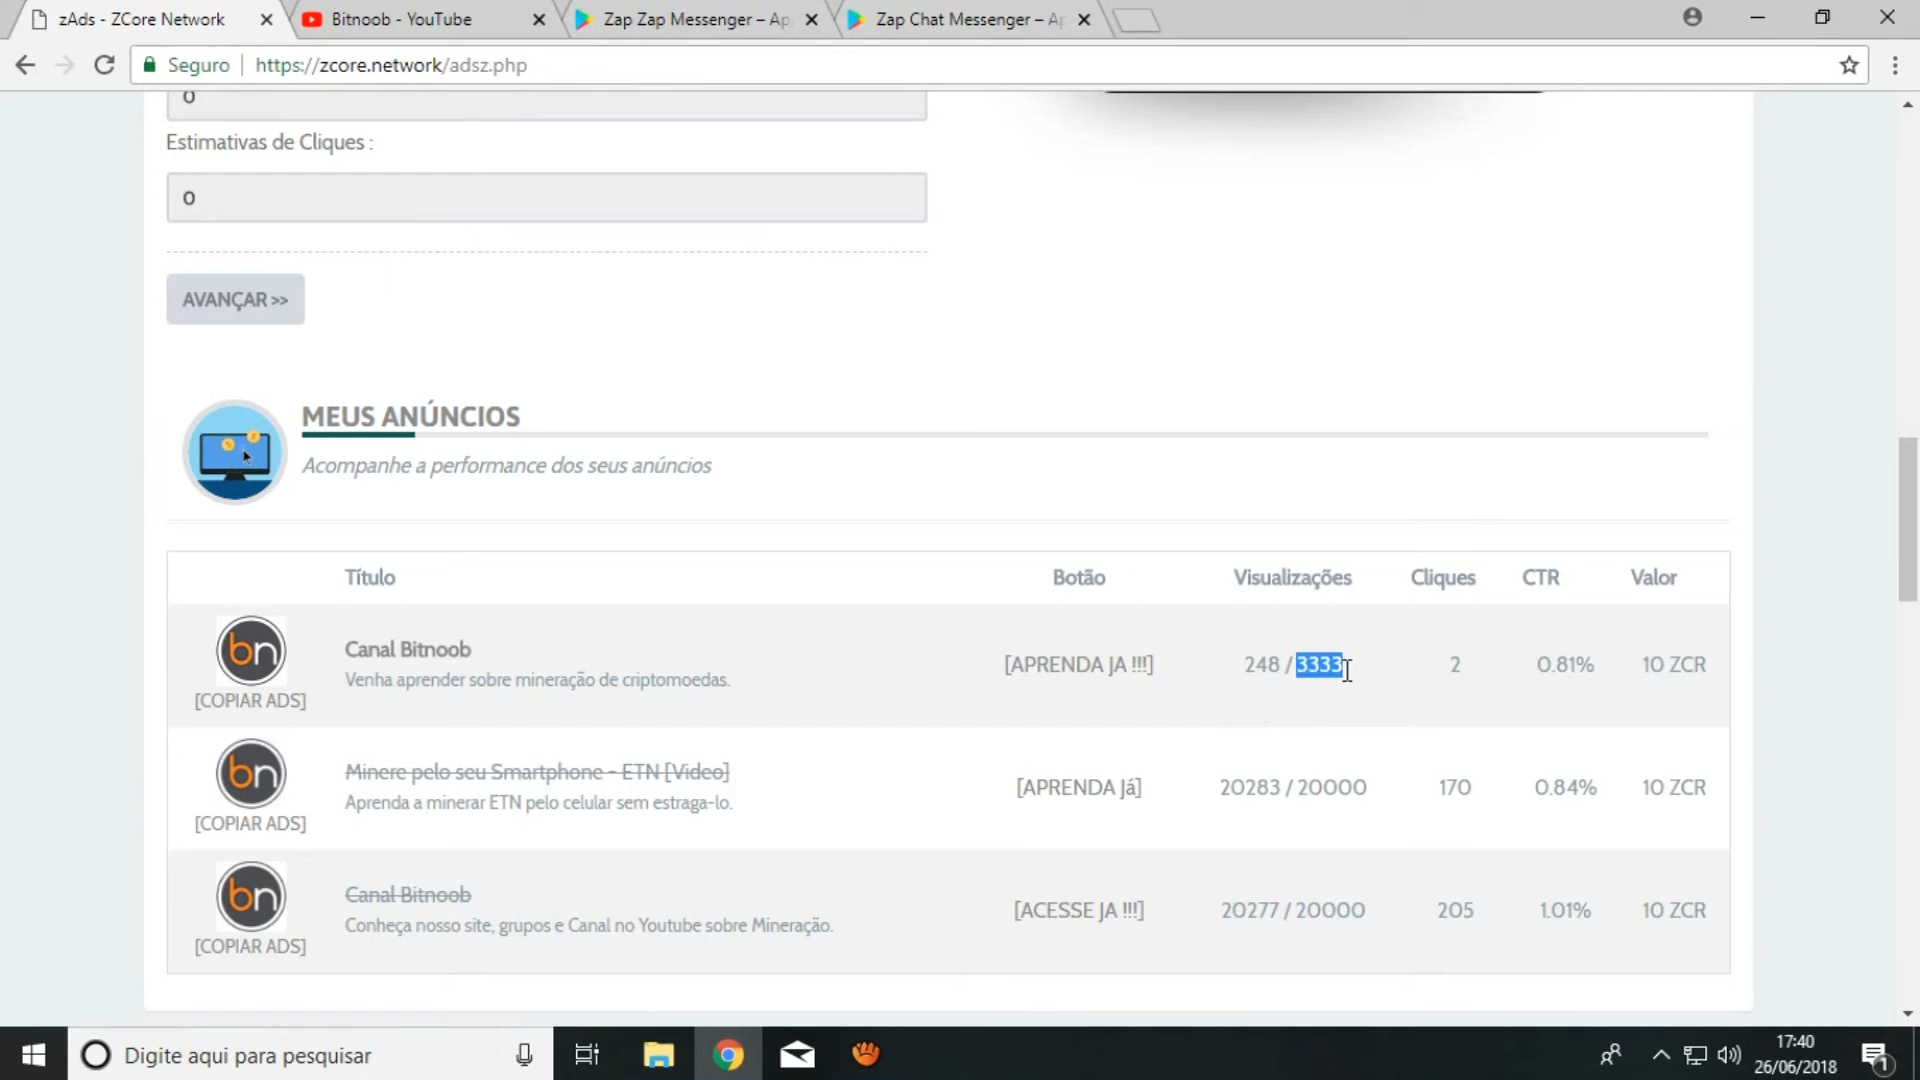 zAds - ZCore Network
Bitnoob - YouTube
Zap Zap Messenger – Ap
Zap Chat Messenger – Ap
Seguro
https://zcore.network/adsz.php
0
Estimativas de Cliques :
0
AVANÇAR >>
MEUS ANÚNCIOS
Acompanhe a performance dos seus anúncios
Título Botão Visualizações Cliques CTR Valor
bn
[COPIAR ADS]
Canal Bitnoob
Venha aprender sobre mineração de criptomoedas.
[APRENDA JA !!!] 248 / 3333 2 0.81% 10 ZCR
bn
[COPIAR ADS]
Minere pelo seu Smartphone - ETN [Video]
Aprenda a minerar ETN pelo celular sem estraga-lo.
[APRENDA Já] 20283 / 20000 170 0.84% 10 ZCR
bn
[COPIAR ADS]
Canal Bitnoob
Conheça nosso site, grupos e Canal no Youtube sobre Mineração.
[ACESSE JA !!!] 20277 / 20000 205 1.01% 10 ZCR
Digite aqui para pesquisar
17:40
26/06/2018
1